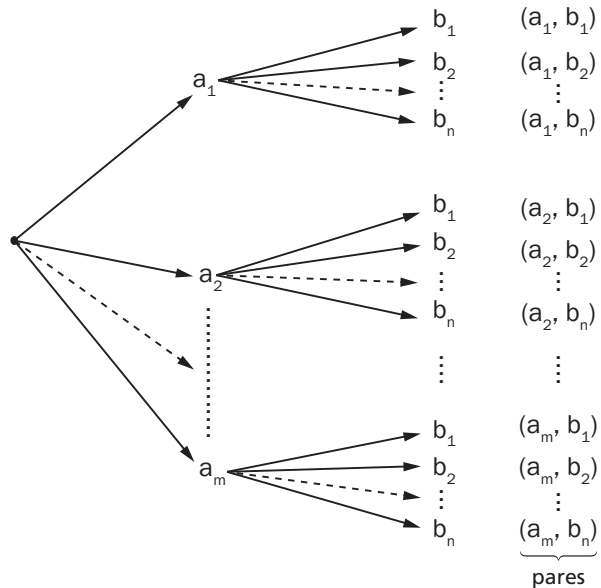 b₁ (a₁, b₁)
a₁ b₂ (a₁, b₂)
⋮ ⋮
bₙ (a₁, bₙ)
b₁ (a₂, b₁)
b₂ (a₂, b₂)
a₂ ⋮ ⋮
bₙ (a₂, bₙ)
⋮ ⋮ ⋮
b₁ (aₘ, b₁)
aₘ b₂ (aₘ, b₂)
⋮ ⋮
bₙ (aₘ, bₙ)
pares